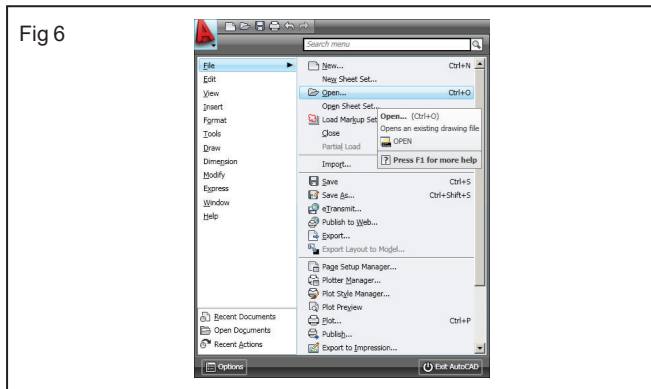 Fig 6
Search menu
File
Edit
View
Insert
Format
Tools
Draw
Dimension
Modify
Express
Window
Help
Recent Documents
Open Documents
Recent Actions
New... Ctrl+N
New Sheet Set...
Open... Ctrl+O
Open Sheet Set...
Load Markup Set
Close
Partial Load
Import...
Save Ctrl+S
Save As... Ctrl+Shift+S
eTransmit...
Publish to Web...
Export...
Export Layout to Model...
Page Setup Manager...
Plotter Manager...
Plot Style Manager...
Plot Preview
Plot... Ctrl+P
Publish...
Export to Impression...
Open... (Ctrl+O)
Opens an existing drawing file
OPEN
Press F1 for more help
Options
Exit AutoCAD